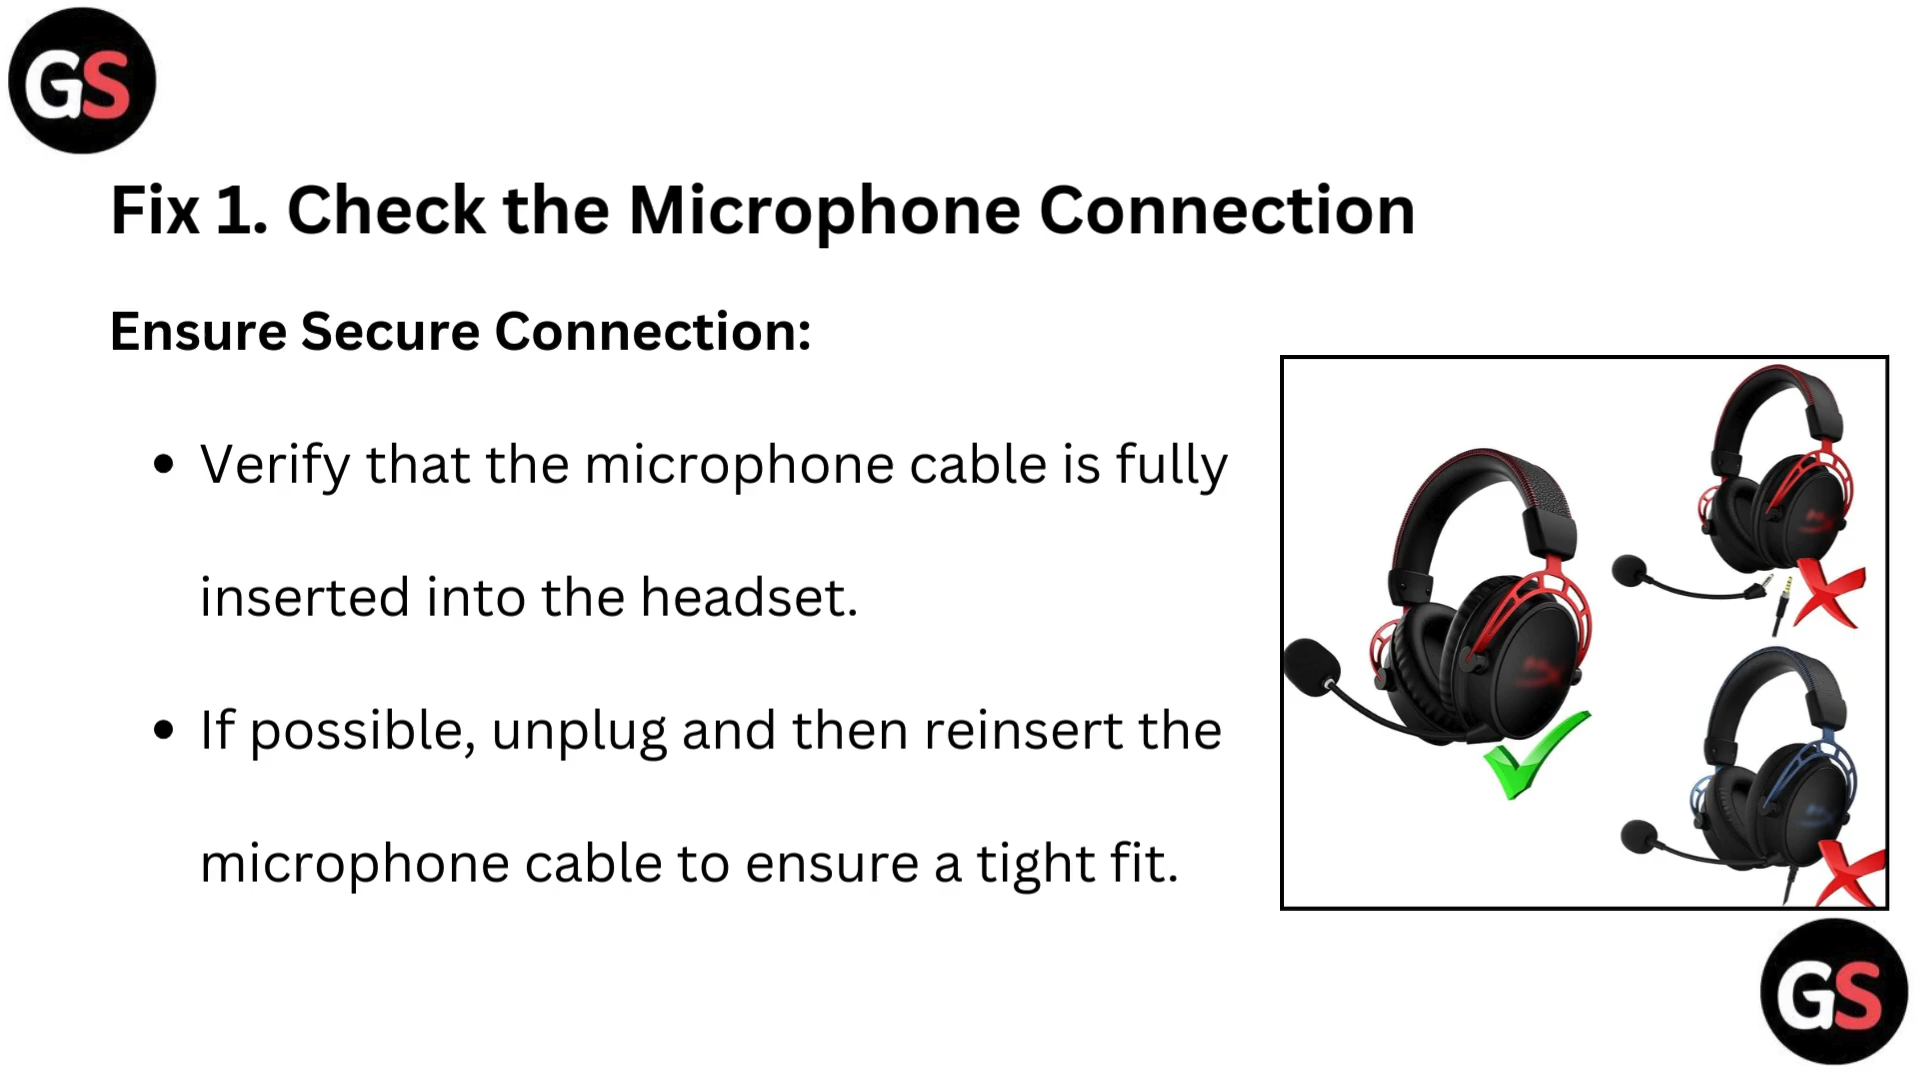 GS
Fix 1. Check the Microphone Connection
Ensure Secure Connection:
• Verify that the microphone cable is fully
inserted into the headset.
• If possible, unplug and then reinsert the
microphone cable to ensure a tight fit.
GS